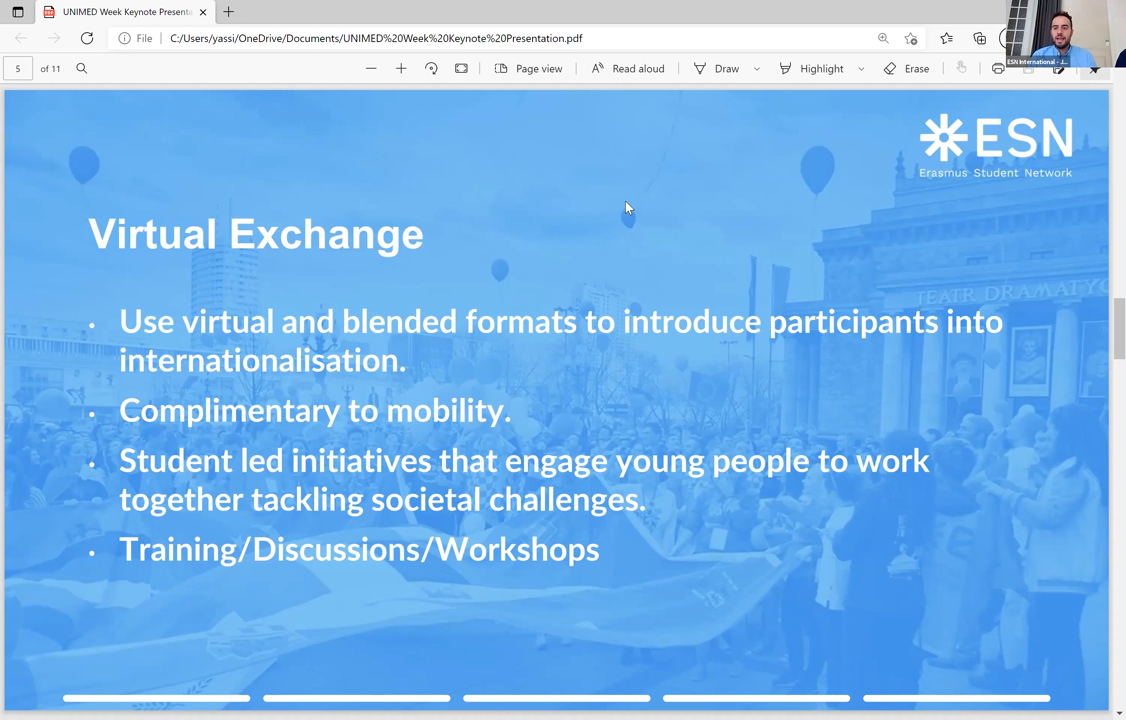 UNIMED Week Keynote Presenta
File
C:/Users/yassi/OneDrive/Documents/UNIMED%20Week%20Keynote%20Presentation.pdf
5 of 11
Page view
Read aloud
Draw
Highlight
Erase
ESN International - J...
ESN
Erasmus Student Network
Virtual Exchange
TEATR DRAMATYC
• Use virtual and blended formats to introduce participants into
internationalisation.
• Complimentary to mobility.
• Student led initiatives that engage young people to work
together tackling societal challenges.
• Training/Discussions/Workshops